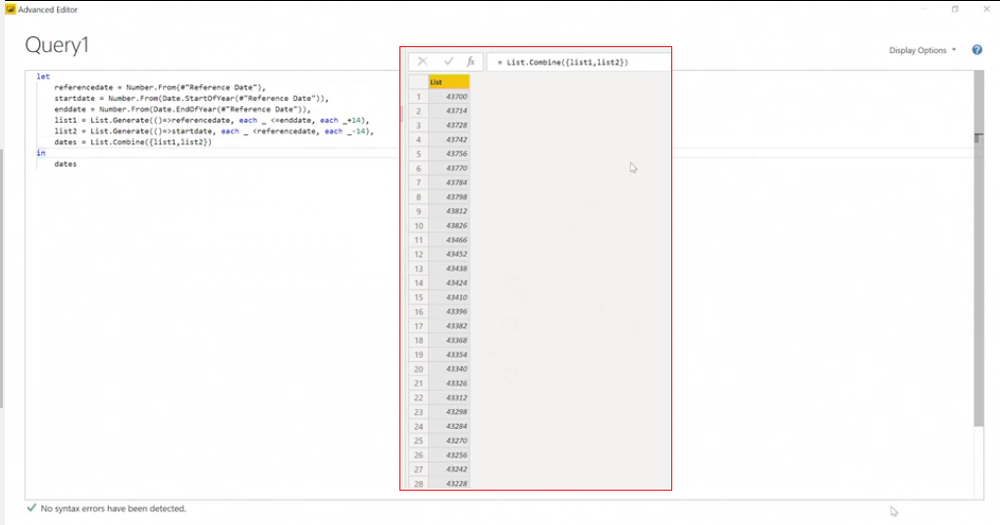 Advanced Editor
Query1
Display Options
let
referencedate = Number.From(#"Reference Date"),
startdate = Number.From(Date.StartOfYear(#"Reference Date")),
enddate = Number.From(Date.EndOfYear(#"Reference Date")),
list1 = List.Generate(()=>referencedate, each _ <=enddate, each _+14),
list2 = List.Generate(()=>startdate, each _ <referencedate, each _-14),
dates = List.Combine({list1,list2})
in
dates
fx = List.Combine({list1,list2})
List
1 43700
2 43714
3 43728
4 43742
5 43756
6 43770
7 43784
8 43798
9 43812
10 43826
11 43466
12 43452
13 43438
14 43424
15 43410
16 43396
17 43382
18 43368
19 43354
20 43340
21 43326
22 43312
23 43298
24 43284
25 43270
26 43256
27 43242
28 43228
No syntax errors have been detected.